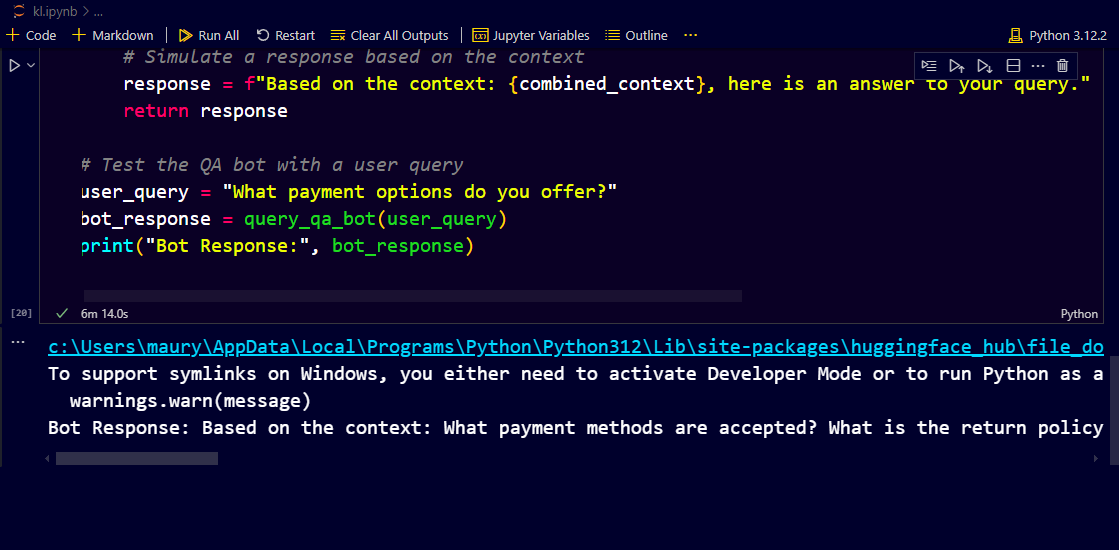 kl.ipynb > ...
+ Code + Markdown Run All Restart Clear All Outputs Jupyter Variables Outline ... Python 3.12.2
# Simulate a response based on the context
response = f"Based on the context: {combined_context}, here is an answer to your query."
return response
# Test the QA bot with a user query
user_query = "What payment options do you offer?"
bot_response = query_qa_bot(user_query)
print("Bot Response:", bot_response)
[20] ✓ 6m 14.0s Python
... c:\Users\maury\AppData\Local\Programs\Python\Python312\Lib\site-packages\huggingface_hub\file_do
To support symlinks on Windows, you either need to activate Developer Mode or to run Python as a
warnings.warn(message)
Bot Response: Based on the context: What payment methods are accepted? What is the return policy